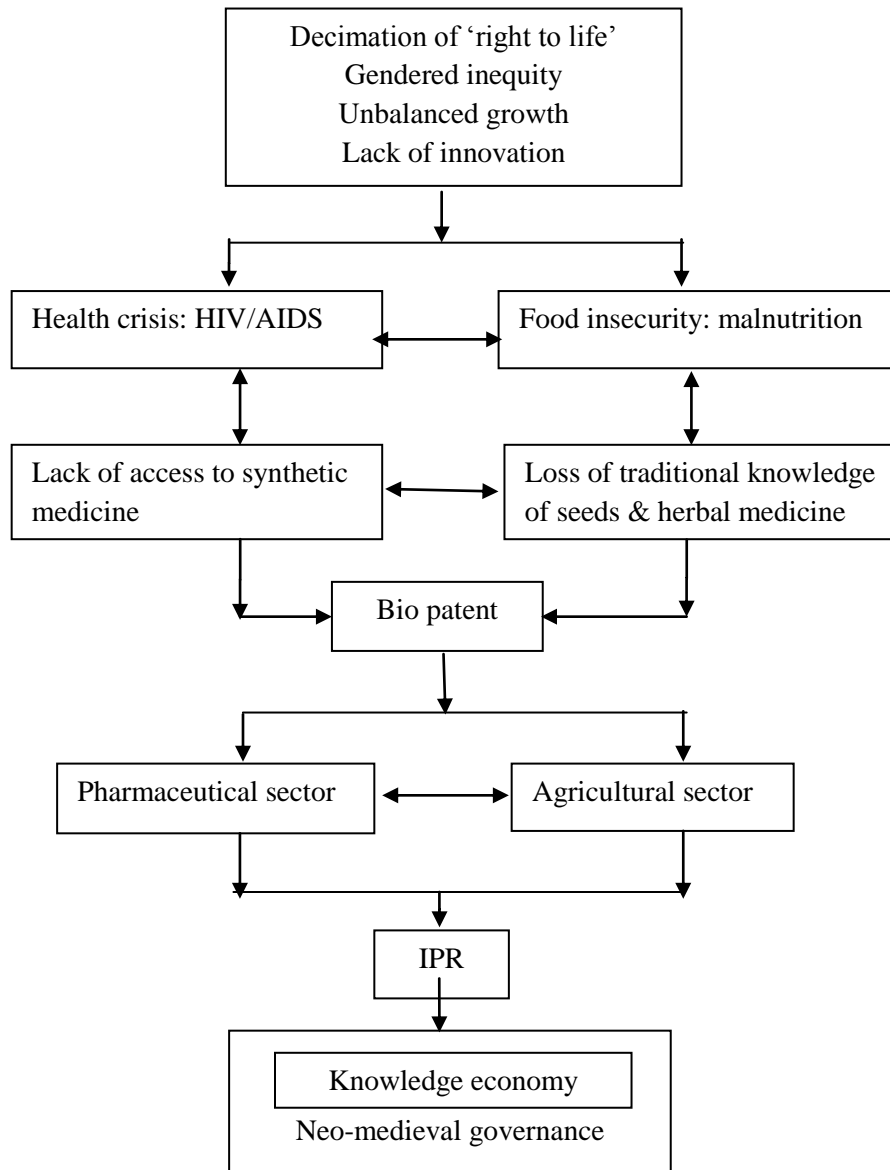 Decimation of ‘right to life’
Gendered inequity
Unbalanced growth
Lack of innovation
Health crisis: HIV/AIDS
Food insecurity: malnutrition
Lack of access to synthetic
medicine
Loss of traditional knowledge
of seeds & herbal medicine
Bio patent
Pharmaceutical sector
Agricultural sector
IPR
Knowledge economy
Neo-medieval governance